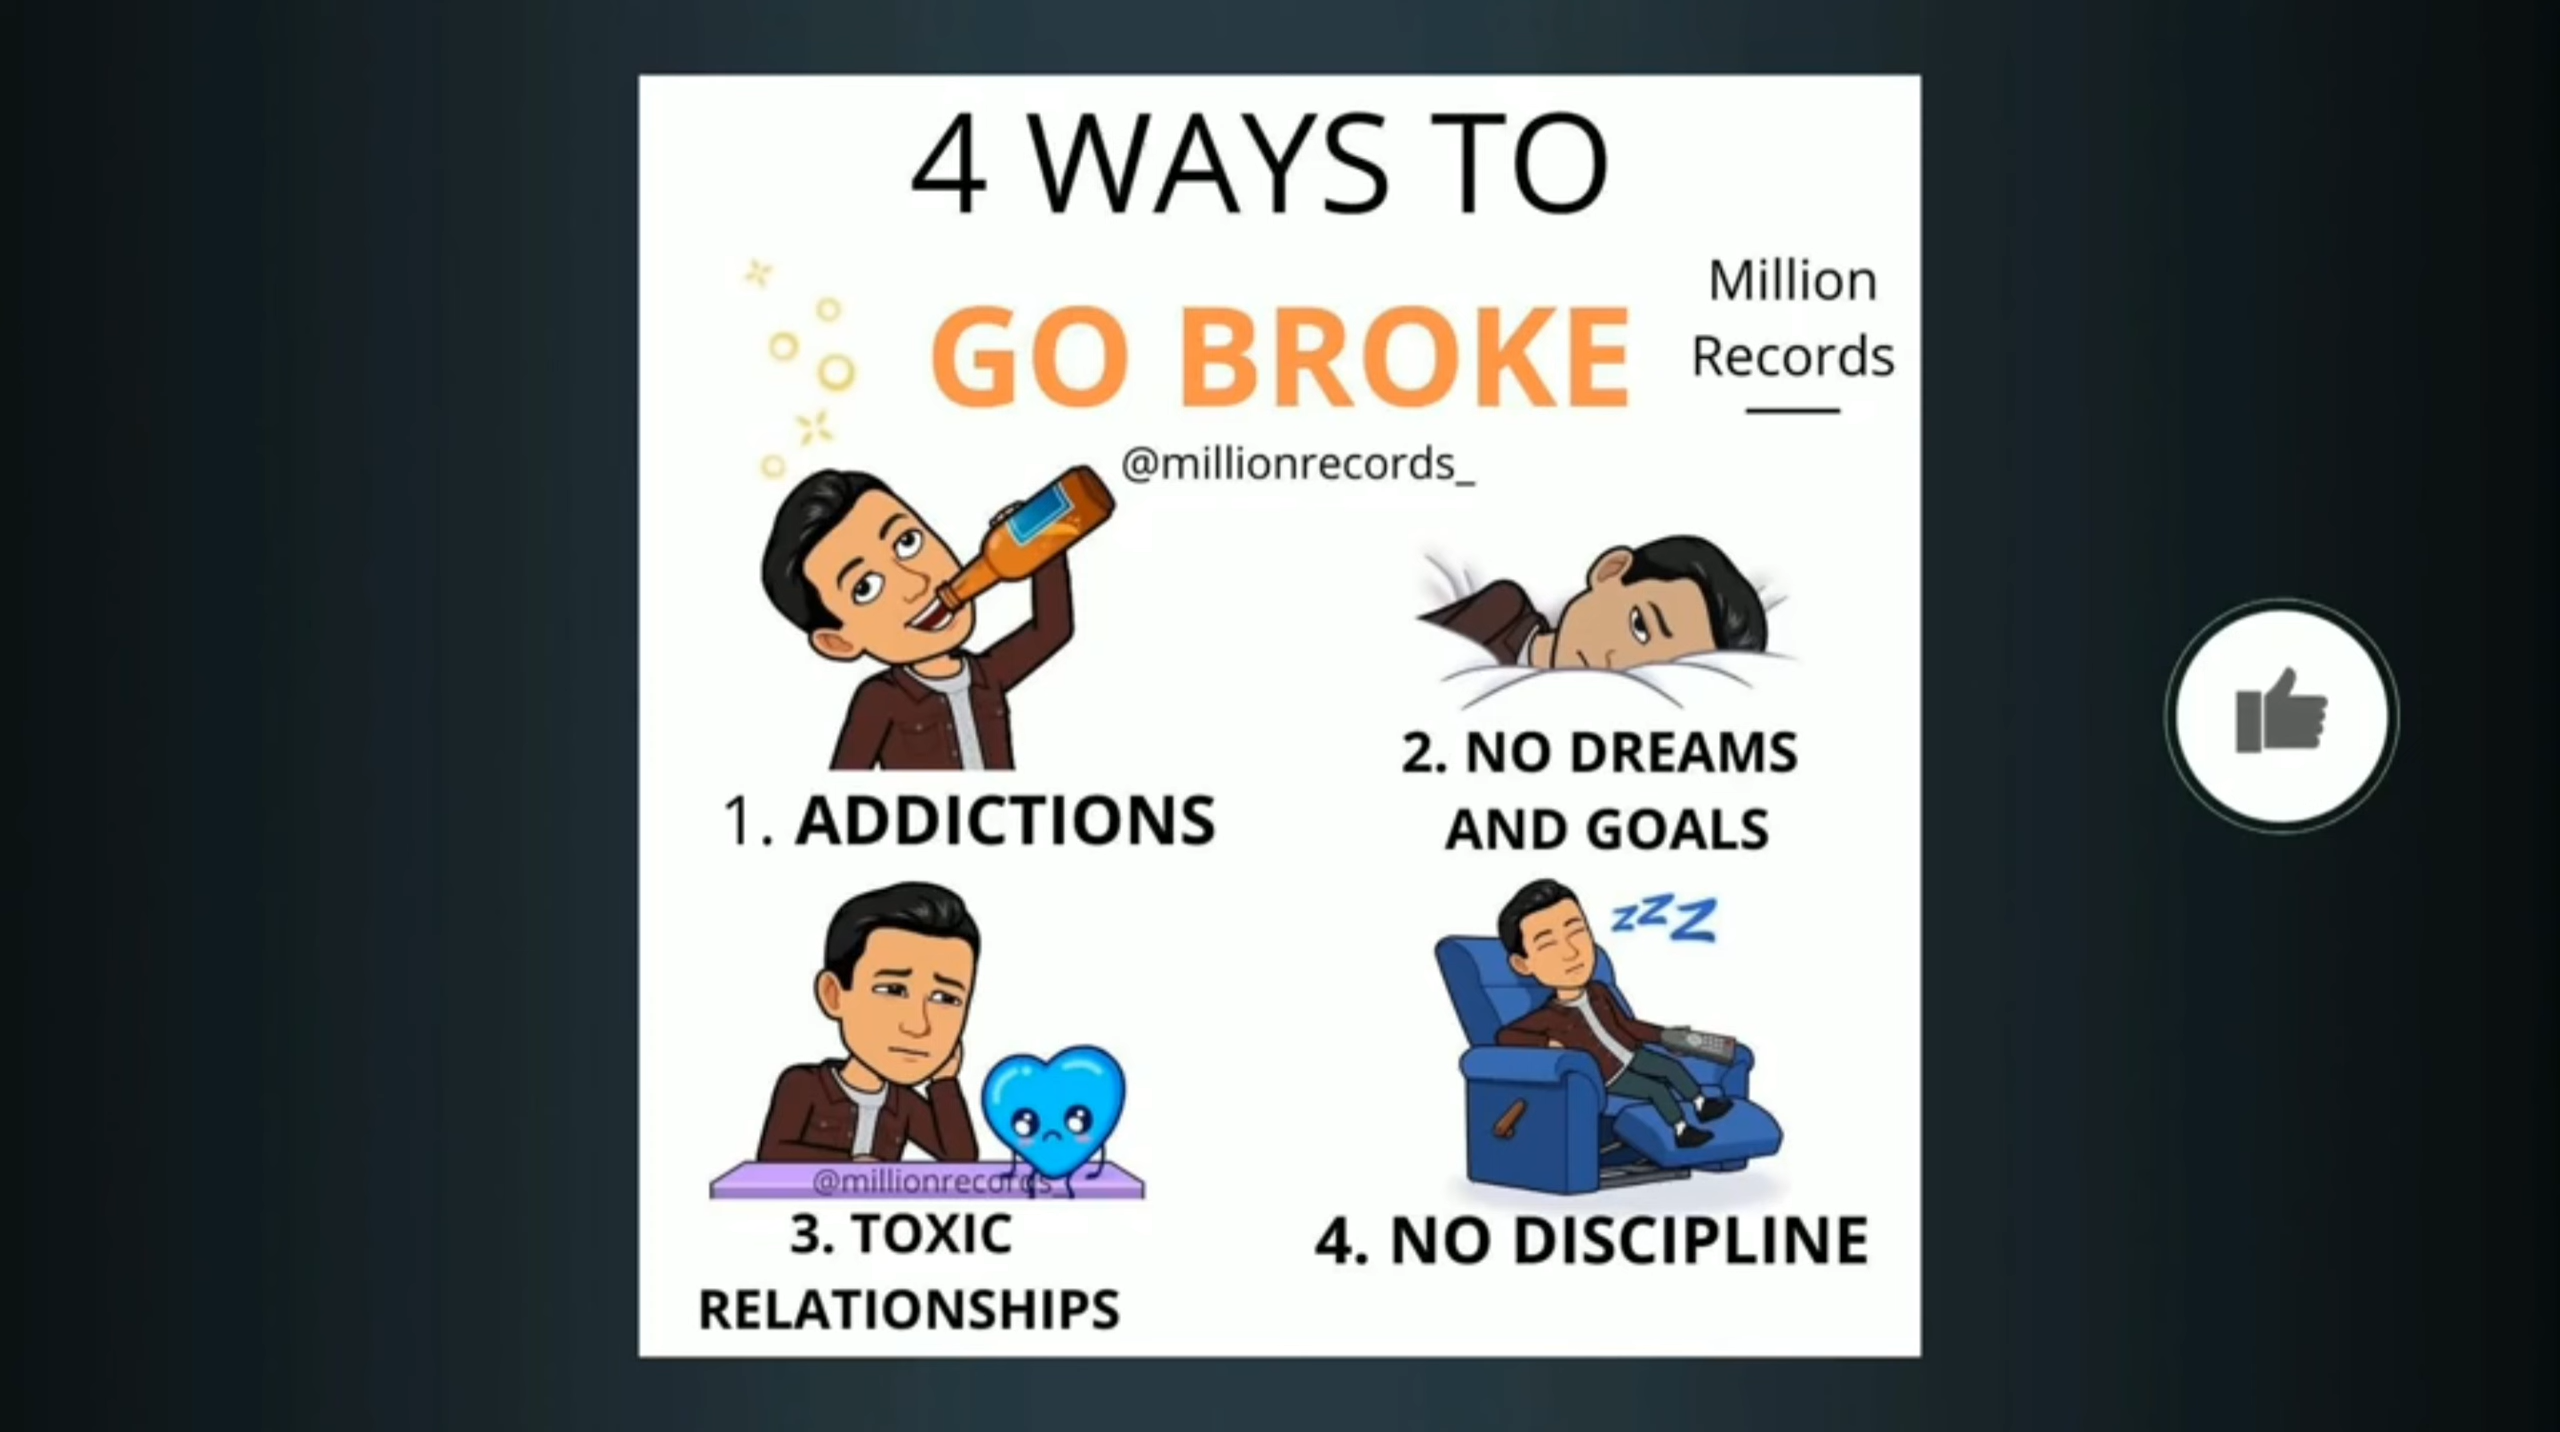 4 WAYS TO
GO BROKE
Million
Records
@millionrecords_
1. ADDICTIONS
2. NO DREAMS
AND GOALS
zzZ
@millionrecords_
3. TOXIC
RELATIONSHIPS
4. NO DISCIPLINE